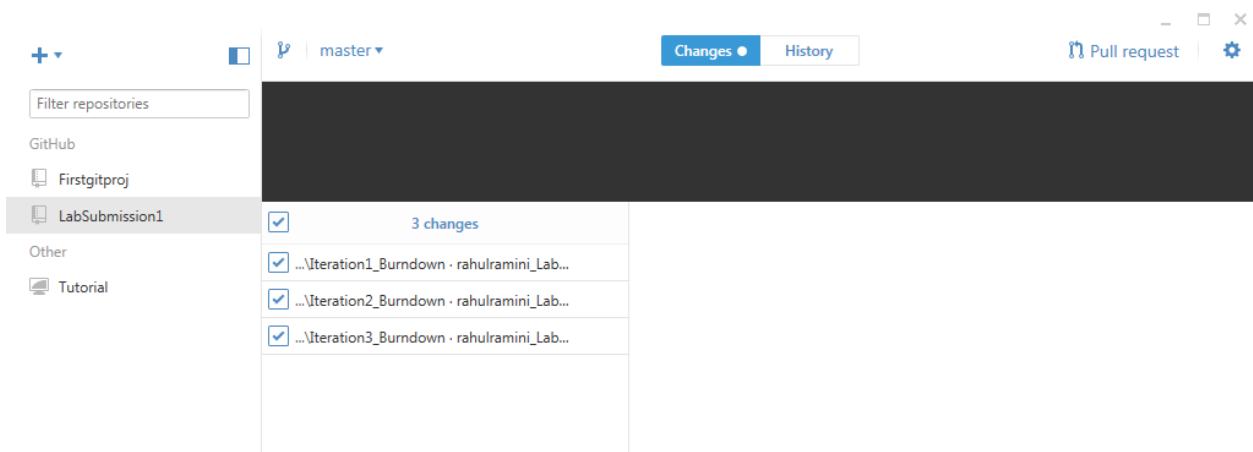 master
Changes
History
Pull request
Filter repositories
GitHub
Firstgitproj
LabSubmission1
Other
Tutorial
3 changes
...\Iteration1_Burndown · rahulramini_Lab...
...\Iteration2_Burndown · rahulramini_Lab...
...\Iteration3_Burndown · rahulramini_Lab...